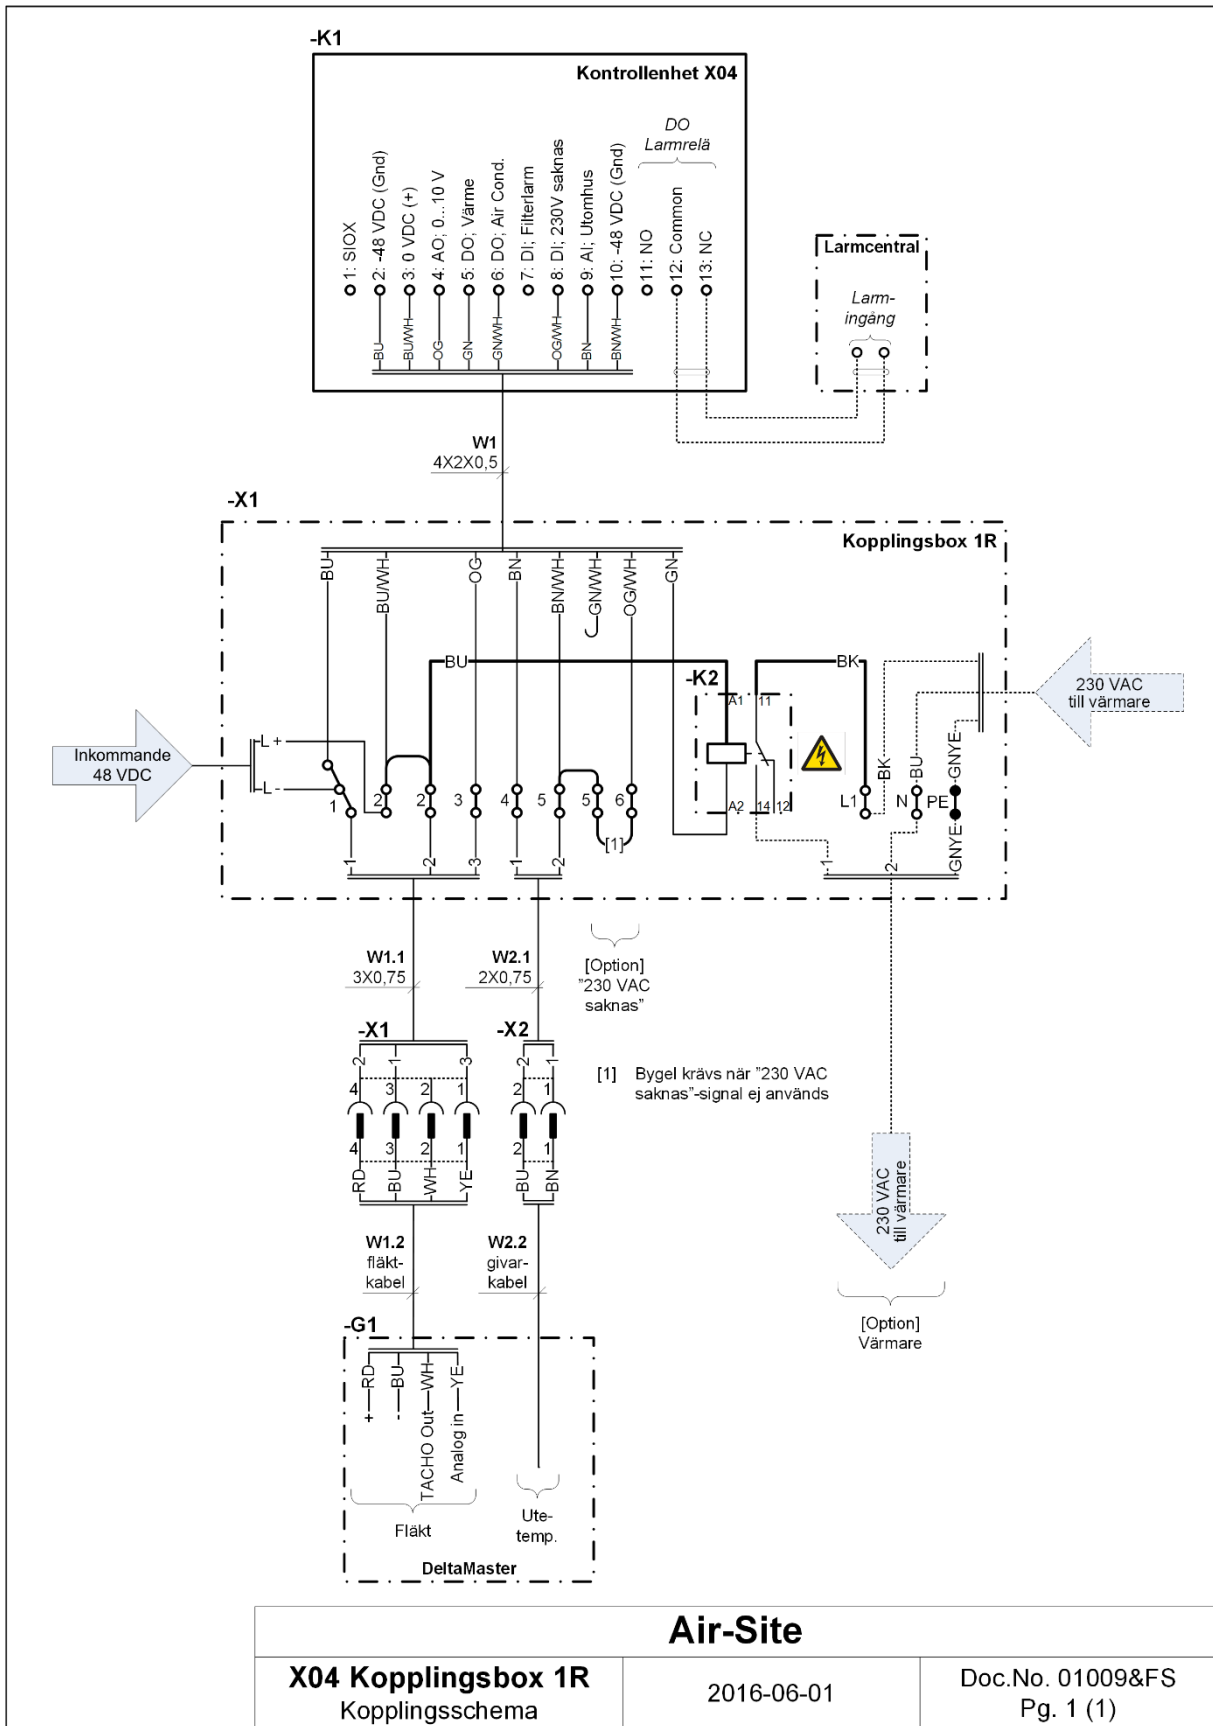 -K1
Kontrollenhet X04
DO
Larmrelä
1: SIOX
2: -48 VDC (Gnd)
3: 0 VDC (+)
4: AO; 0...10 V
5: DO; Värme
6: DO; Air Cond.
7: DI; Filterlarm
8: DI; 230V saknas
9: AI; Utomhus
10: -48 VDC (Gnd)
11: NO
12: Common
13: NC
BU
BU/WH
OG
GN
GN/WH
OG/WH
BN
BN/WH
Larmcentral
Larm-
ingång
W1
4X2X0,5
-X1
Kopplingsbox 1R
BU
BU/WH
OG
BN
BN/WH
GN/WH
OG/WH
GN
BU
BK
-K2
A1
11
230 VAC
till värmare
Inkommande
48 VDC
L +
L -
1
2
2
3
4
5
5
6
A2
14
12
L1
N
PE
BK
BU
GNYE
[1]
1
2
3
1
2
1
2
GNYE
W1.1
3X0,75
W2.1
2X0,75
[Option]
"230 VAC
saknas"
-X1
-X2
2
1
3
2
1
4
3
2
1
2
1
[1] Bygel krävs när "230 VAC
saknas"-signal ej används
4
3
2
1
2
1
RD
BU
WH
YE
BU
BN
230 VAC
till värmare
W1.2
fläkt-
kabel
W2.2
givar-
kabel
[Option]
Värmare
-G1
+ RD
- BU
TACHO Out WH
Analog in YE
Fläkt
Ute-
temp.
DeltaMaster
Air-Site
X04 Kopplingsbox 1R
Kopplingsschema
2016-06-01
Doc.No. 01009&FS
Pg. 1 (1)